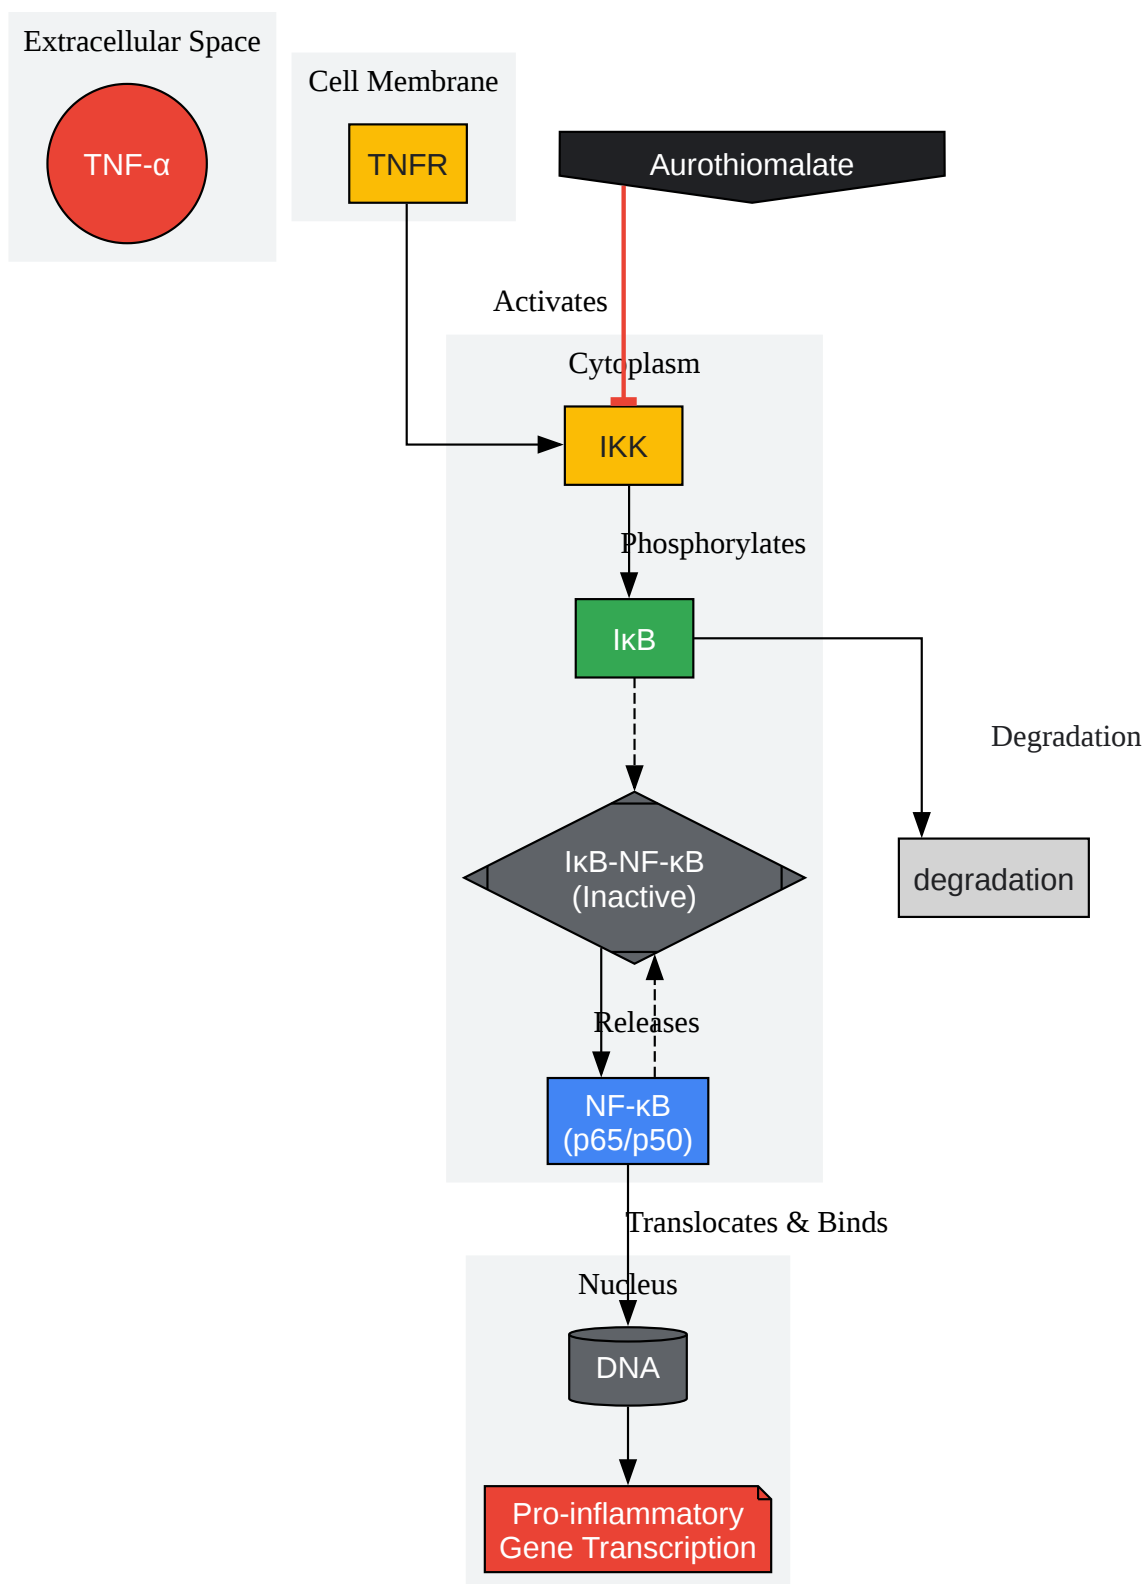 Extracellular Space
TNF-α
Cell Membrane
TNFR
Aurothiomalate
Activates
Cytoplasm
IKK
Phosphorylates
IκB
Degradation
degradation
IκB-NF-κB
(Inactive)
Releases
NF-κB
(p65/p50)
Translocates & Binds
Nucleus
DNA
Pro-inflammatory
Gene Transcription